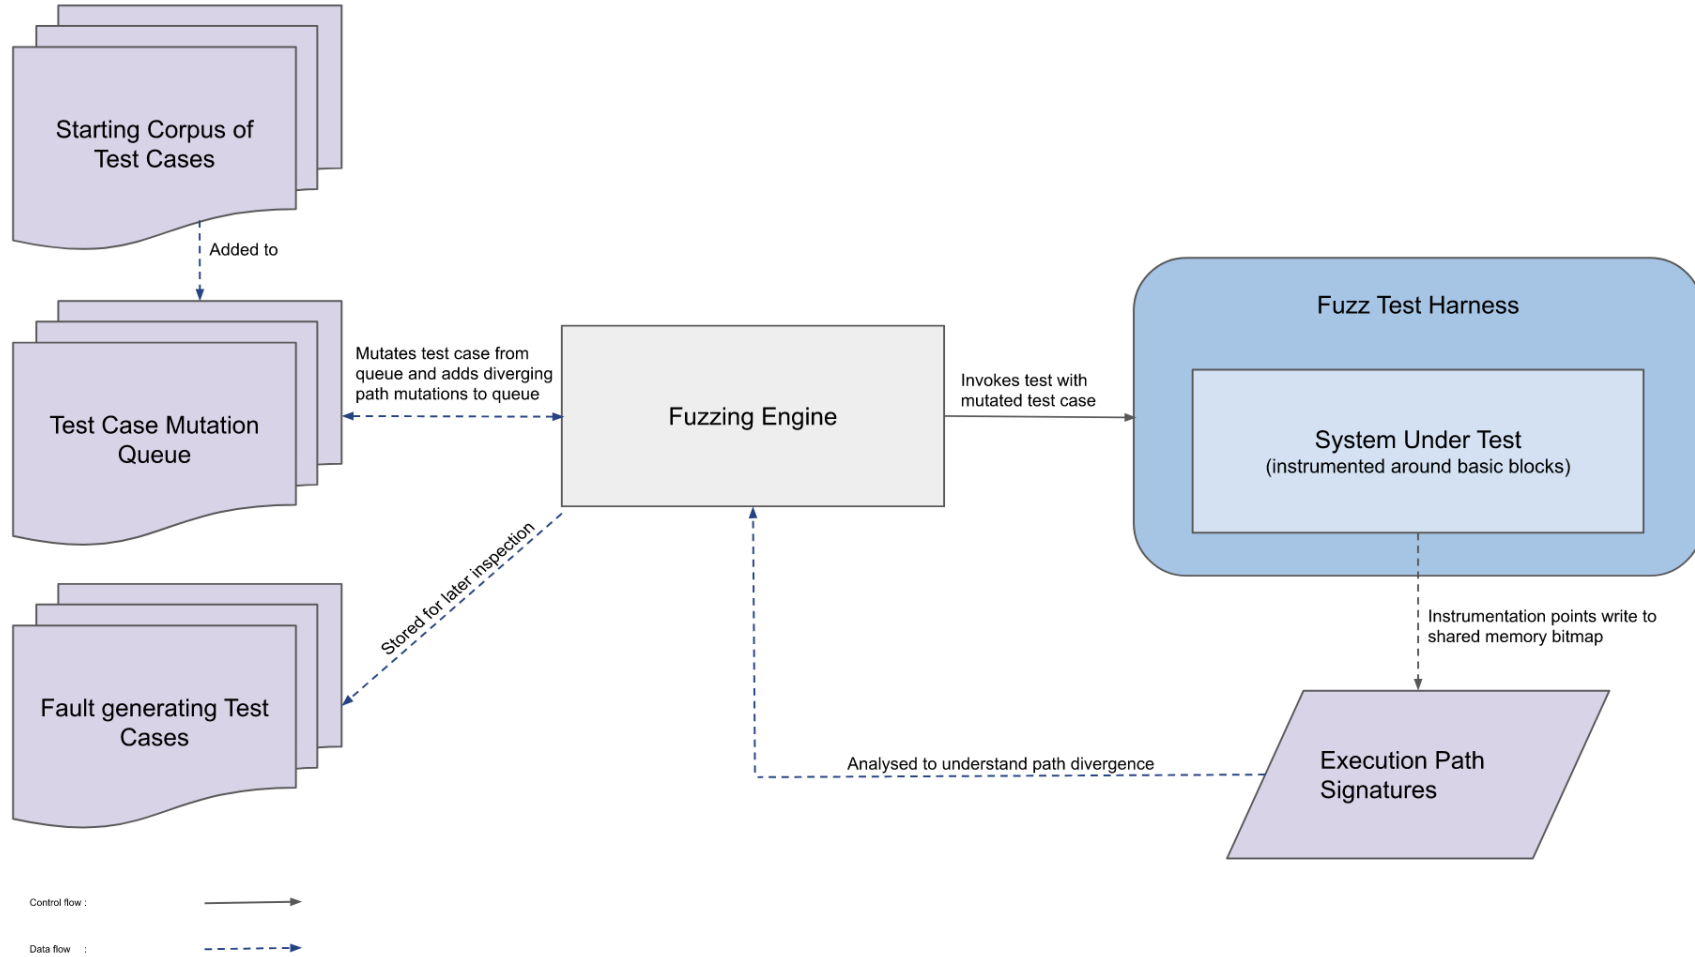 Starting Corpus of
Test Cases
Added to
Test Case Mutation
Queue
Mutates test case from
queue and adds diverging
path mutations to queue
Fuzzing Engine
Invokes test with
mutated test case
Fuzz Test Harness
System Under Test
(instrumented around basic blocks)
Stored for later inspection
Instrumentation points write to
shared memory bitmap
Fault generating Test
Cases
Analysed to understand path divergence
Execution Path
Signatures
Control flow :
Data flow :